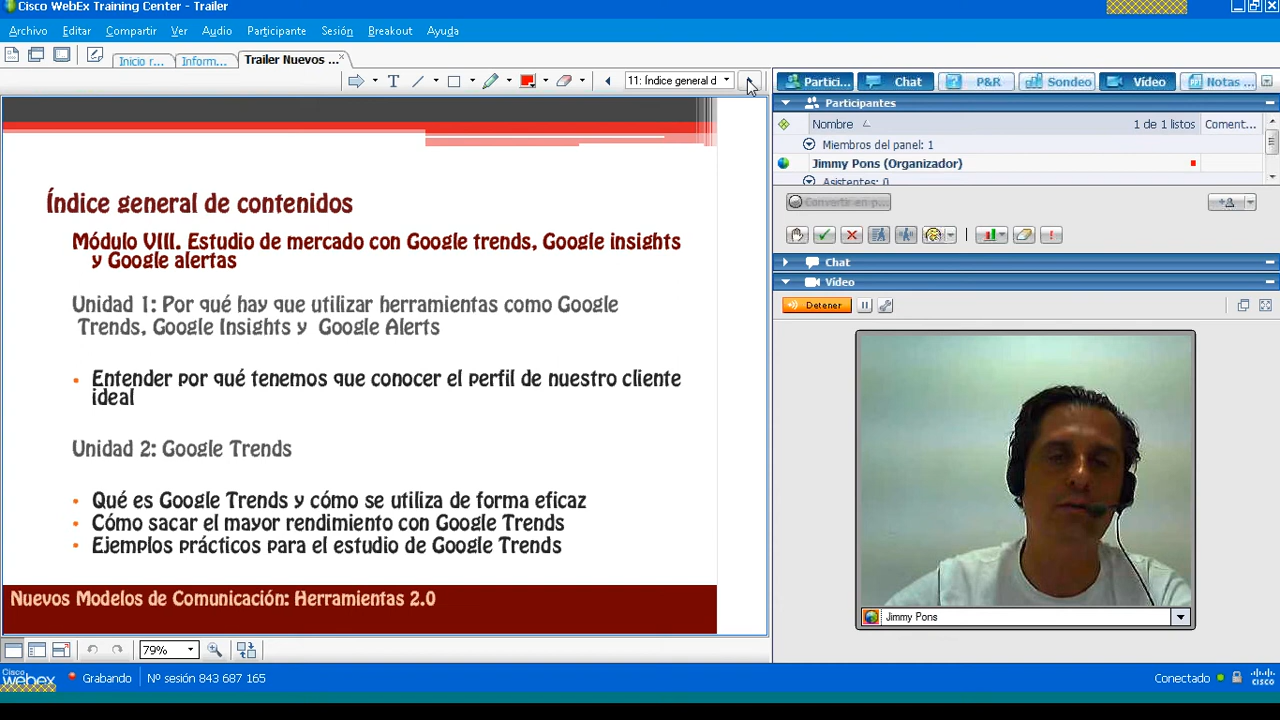 Cisco WebEx Training Center - Trailer
Archivo Editar Compartir Ver Audio Participante Sesión Breakout Ayuda
Inicio r... Inform... Trailer Nuevos ...
T 11: Índice general d
Partici... Chat P&R Sondeo Vídeo Notas ...
Participantes
Nombre 1 de 1 listos Coment...
Miembros del panel: 1
Jimmy Pons (Organizador)
Asistentes: 0
Convertir en p...
Chat
Vídeo
Detener
Índice general de contenidos
Módulo VIII. Estudio de mercado con Google trends, Google insights
y Google alertas
Unidad 1: Por qué hay que utilizar herramientas como Google
Trends, Google Insights y Google Alerts
• Entender por qué tenemos que conocer el perfil de nuestro cliente
ideal
Unidad 2: Google Trends
• Qué es Google Trends y cómo se utiliza de forma eficaz
• Cómo sacar el mayor rendimiento con Google Trends
• Ejemplos prácticos para el estudio de Google Trends
Nuevos Modelos de Comunicación: Herramientas 2.0
Jimmy Pons
79%
Cisco webex Grabando Nº sesión 843 687 165 Conectado cisco